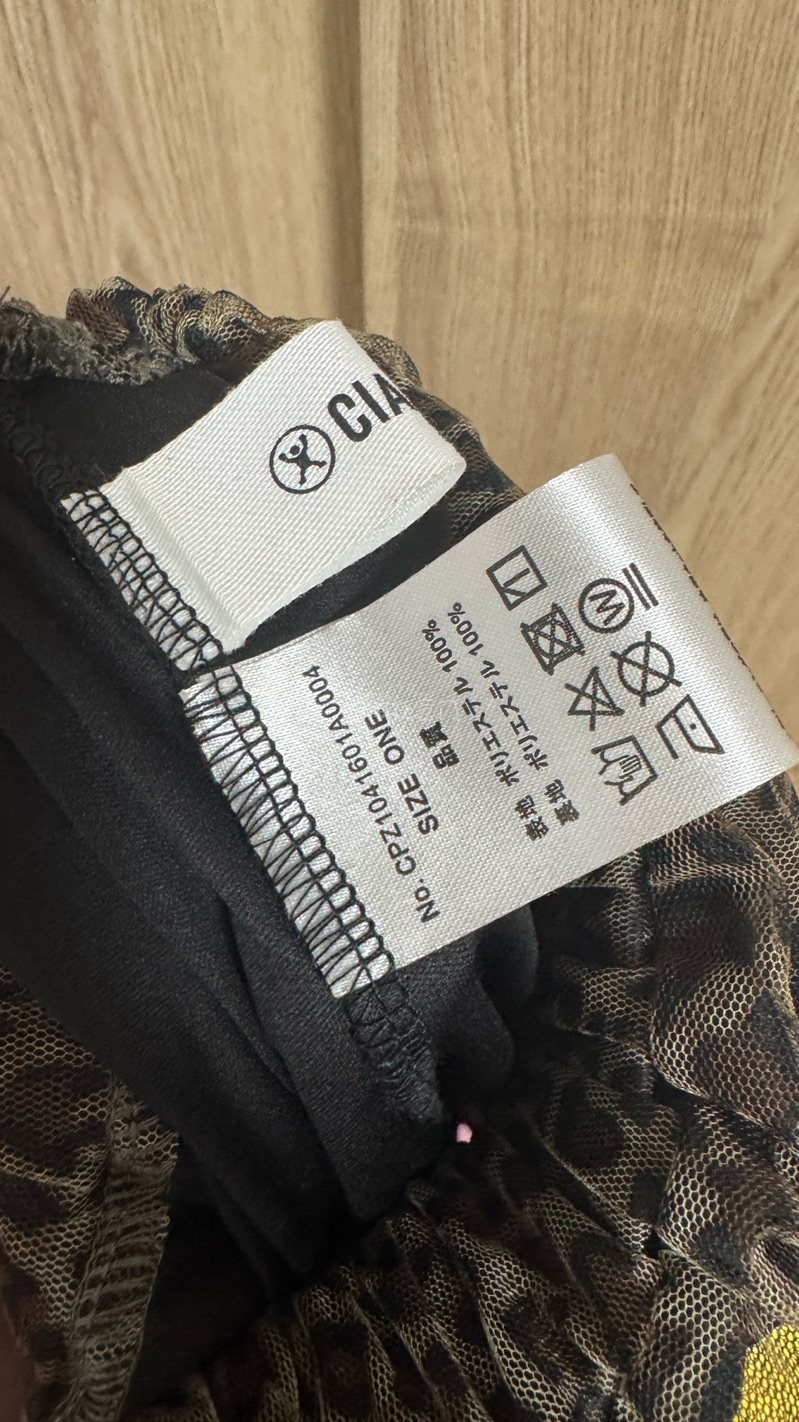 CIA
No. CPZ1041601A0004
SIZE ONE
品質
表地 ポリエステル 100%
裏地 ポリエステル 100%
W